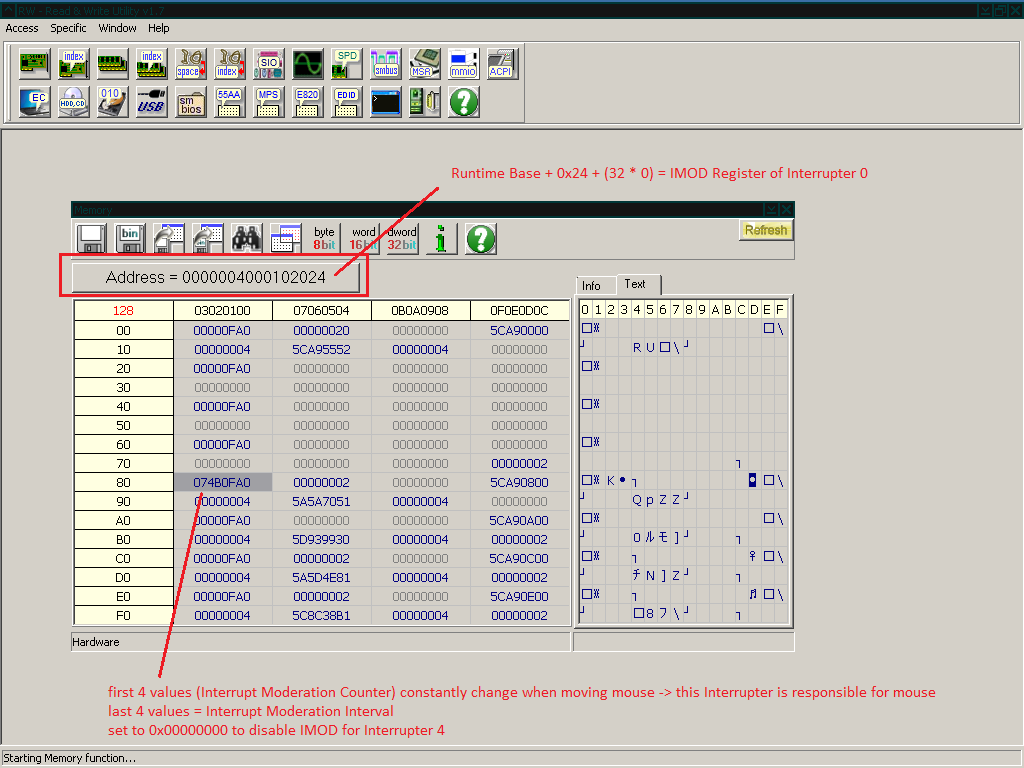 RW - Read & Write Utility v1.7
Access Specific Window Help
index index space index SIO SPD smbus MSR mmio ACPI
EC HDD,CD 010 USB sm bios 55AA MPS E820 EDID
Runtime Base + 0x24 + (32 * 0) = IMOD Register of Interrupter 0
Memory
bin byte 8bit word 16bit dword 32bit Refresh
Address = 0000004000102024
Info Text
128 03020100 07060504 0B0A0908 0F0E0D0C 0 1 2 3 4 5 6 7 8 9 A B C D E F
00 00000FA0 00000020 00000000 5CA90000
10 00000004 5CA95552 00000004 00000000 R U \
20 00000FA0 00000000 00000000 00000000
30 00000000 00000000 00000000 00000000
40 00000FA0 00000000 00000000 00000000
50 00000000 00000000 00000000 00000000
60 00000FA0 00000000 00000000 00000000
70 00000000 00000000 00000000 00000002
80 074B0FA0 00000002 00000000 5CA90800 K
90 00000004 5A5A7051 00000004 00000000 Q p Z Z
A0 00000FA0 00000000 00000000 5CA90A00
B0 00000004 5D939930 00000004 00000002 0 ル モ ]
C0 00000FA0 00000002 00000000 5CA90C00
D0 00000004 5A5D4E81 00000004 00000002 チ N ] Z
E0 00000FA0 00000002 00000000 5CA90E00
F0 00000004 5C8C38B1 00000004 00000002 8 \
Hardware
first 4 values (Interrupt Moderation Counter) constantly change when moving mouse -> this Interrupter is responsible for mouse
last 4 values = Interrupt Moderation Interval
set to 0x00000000 to disable IMOD for Interrupter 4
Starting Memory function...